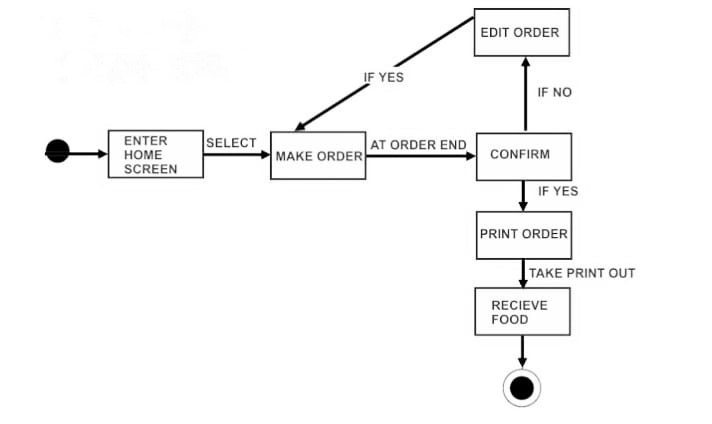 EDIT ORDER
IF YES
IF NO
ENTER
HOME
SCREEN
SELECT
MAKE ORDER
AT ORDER END
CONFIRM
IF YES
PRINT ORDER
TAKE PRINT OUT
RECIEVE
FOOD